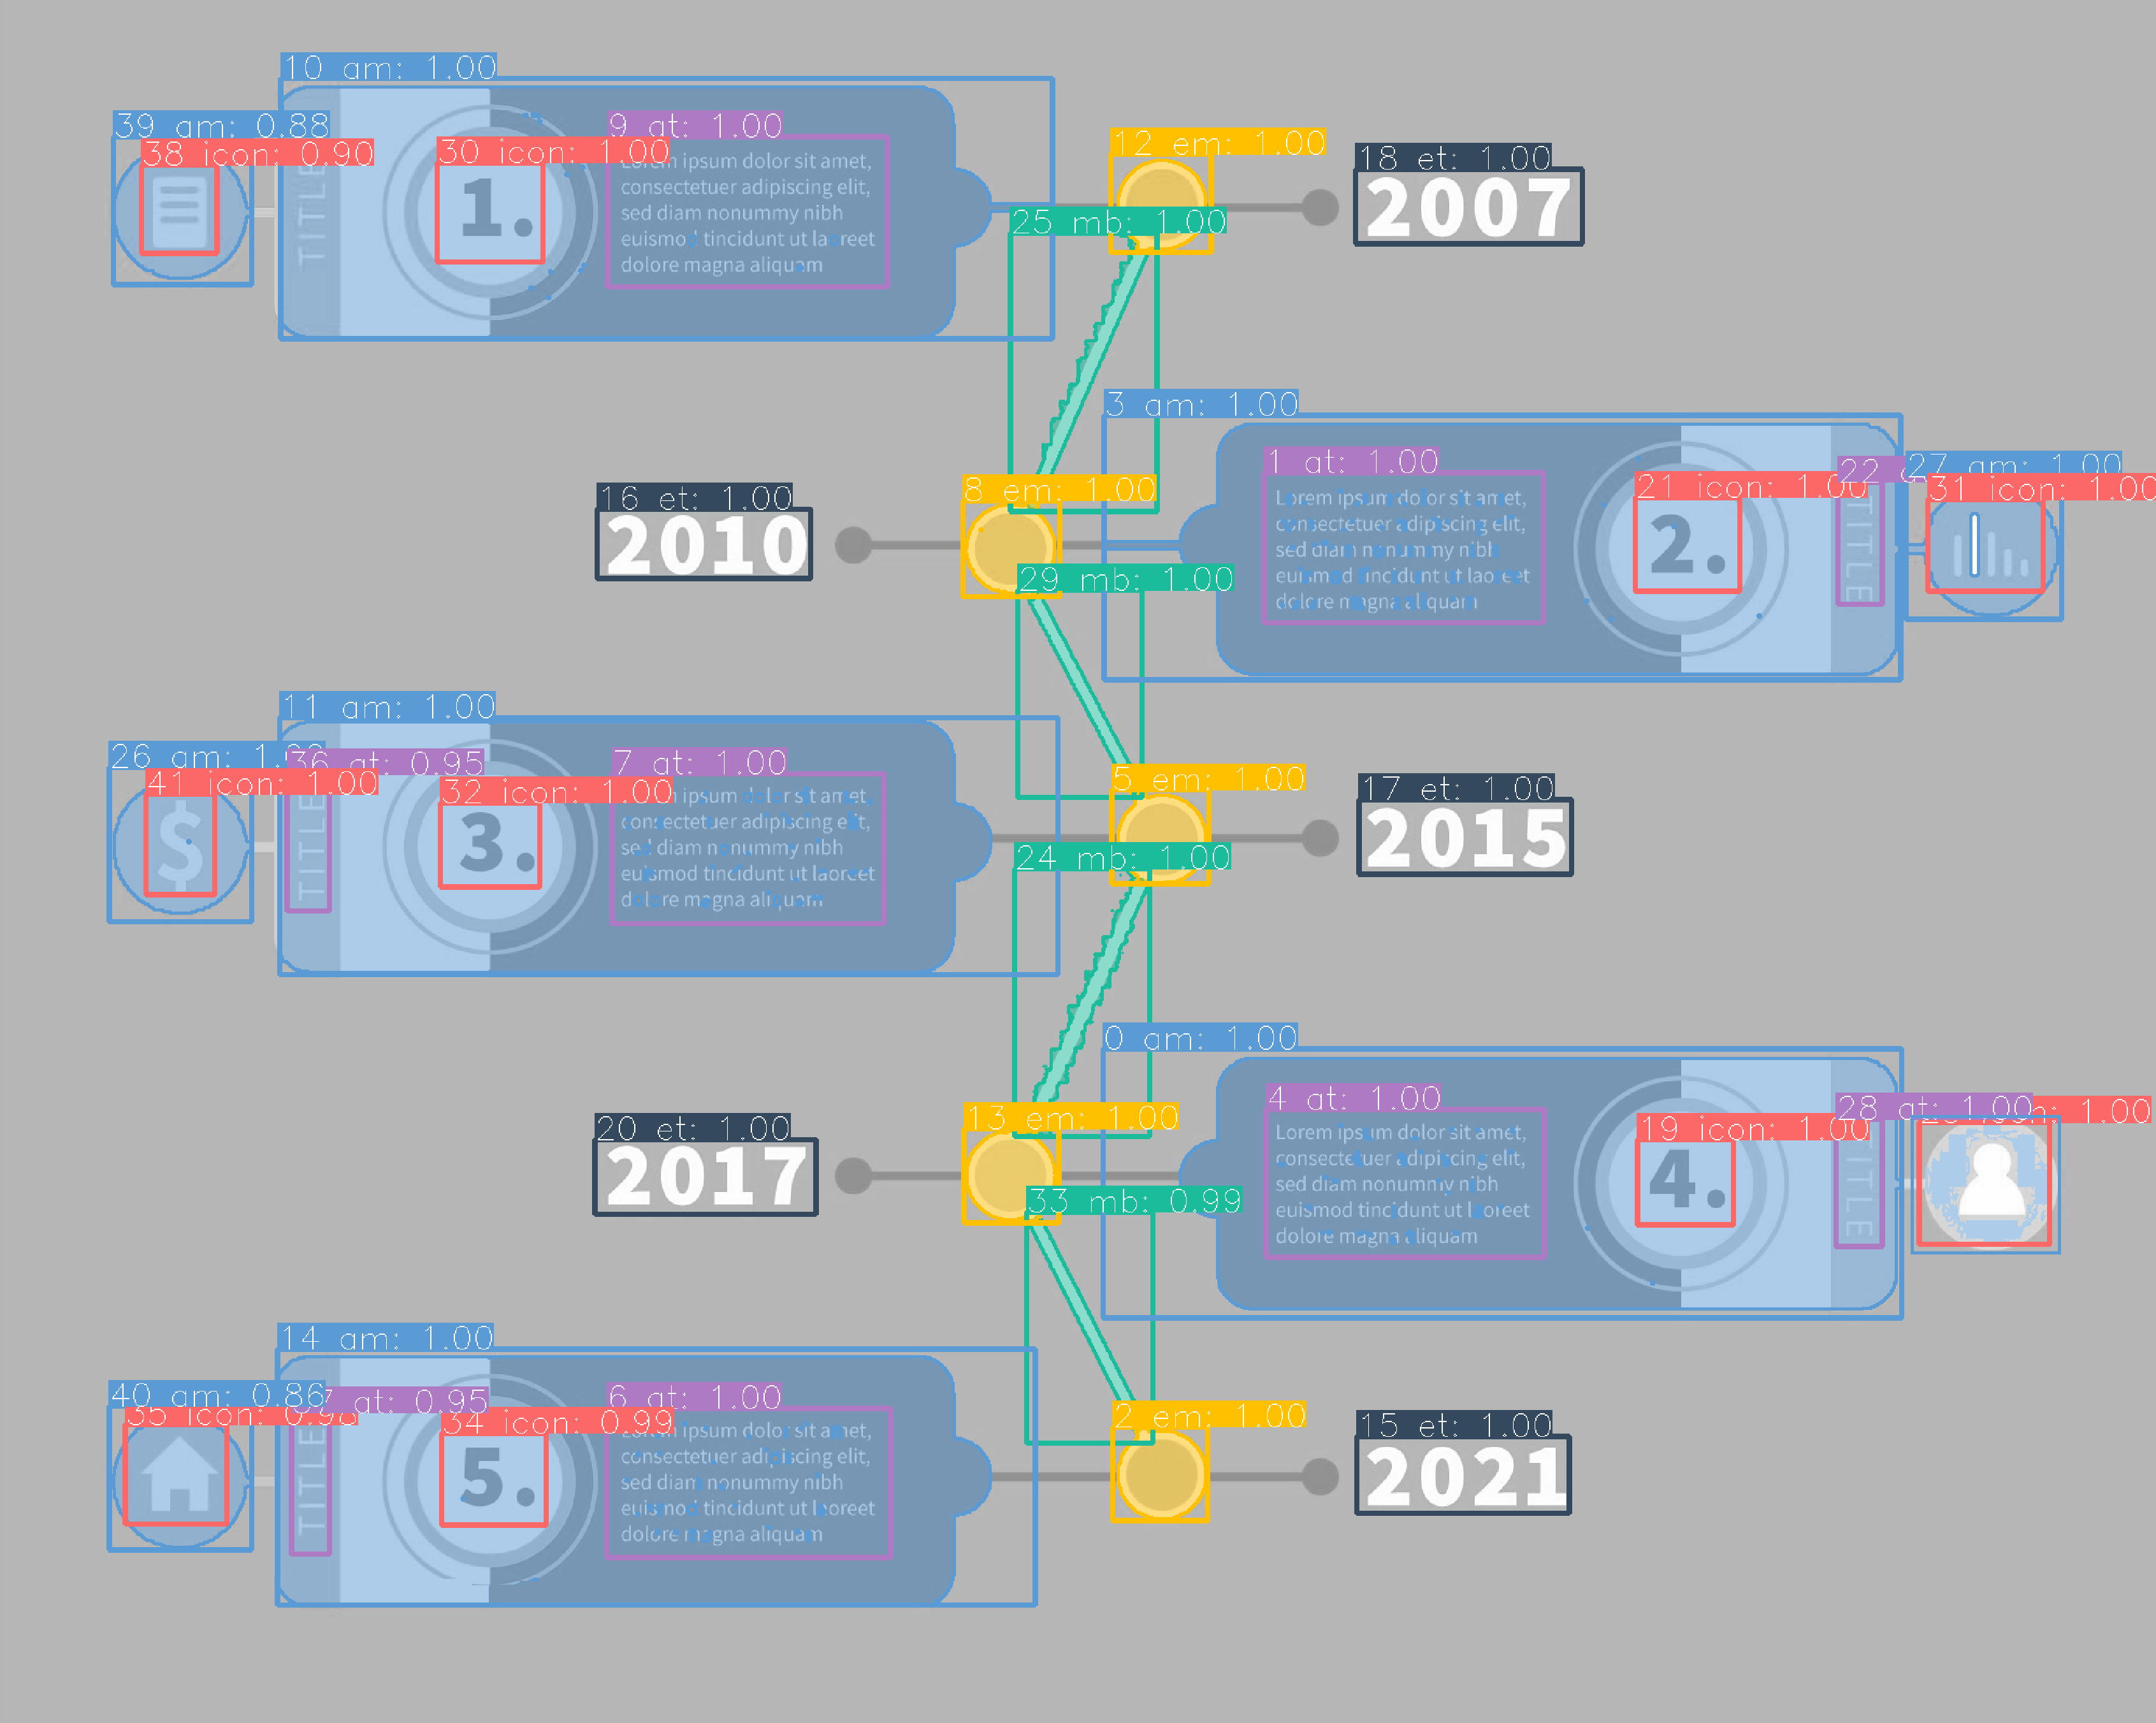 10 am: 1.00
39 am: 0.88
38 icon: 0.90
30 icon: 1.00
9 at: 1.00
TITLE
1.
Lorem ipsum dolor sit amet,
consectetuer adipiscing elit,
sed diam nonummy nibh
euismod tincidunt ut laoreet
dolore magna aliquam
12 em: 1.00
18 et: 1.00
2007
25 mb: 1.00
3 am: 1.00
16 et: 1.00
2010
8 em: 1.00
1 at: 1.00
Lorem ipsum dolor sit amet,
consectetuer adipiscing elit,
sed diam nonummy nibh
euismod tincidunt ut laoreet
dolore magna aliquam
21 icon: 1.00
2.
22
TITLE
27 am: 1.00
31 icon: 1.00
29 mb: 1.00
11 am: 1.00
26 am: 1.
36 at: 0.95
41 icon: 1.00
32 icon: 1.00
7 at: 1.00
TITLE
3.
ipsum dolor sit amet,
consectetuer adipiscing elit,
sed diam nonummy nibh
euismod tincidunt ut laoreet
dolore magna aliquam
5 em: 1.00
17 et: 1.00
2015
24 mb: 1.00
0 am: 1.00
20 et: 1.00
2017
13 em: 1.00
4 at: 1.00
Lorem ipsum dolor sit amet,
consectetuer adipiscing elit,
sed diam nonummy nibh
euismod tincidunt ut laoreet
dolore magna aliquam
19 icon: 1.00
4.
28 at: 1.00
1.00
TITLE
33 mb: 0.99
14 am: 1.00
40 am: 0.86
at: 0.95
35 icon:
34 icon: 0.99
6 at: 1.00
TITLE
5.
Lorem ipsum dolor sit amet,
consectetuer adipiscing elit,
sed diam nonummy nibh
euismod tincidunt ut laoreet
dolore magna aliquam
2 em: 1.00
15 et: 1.00
2021